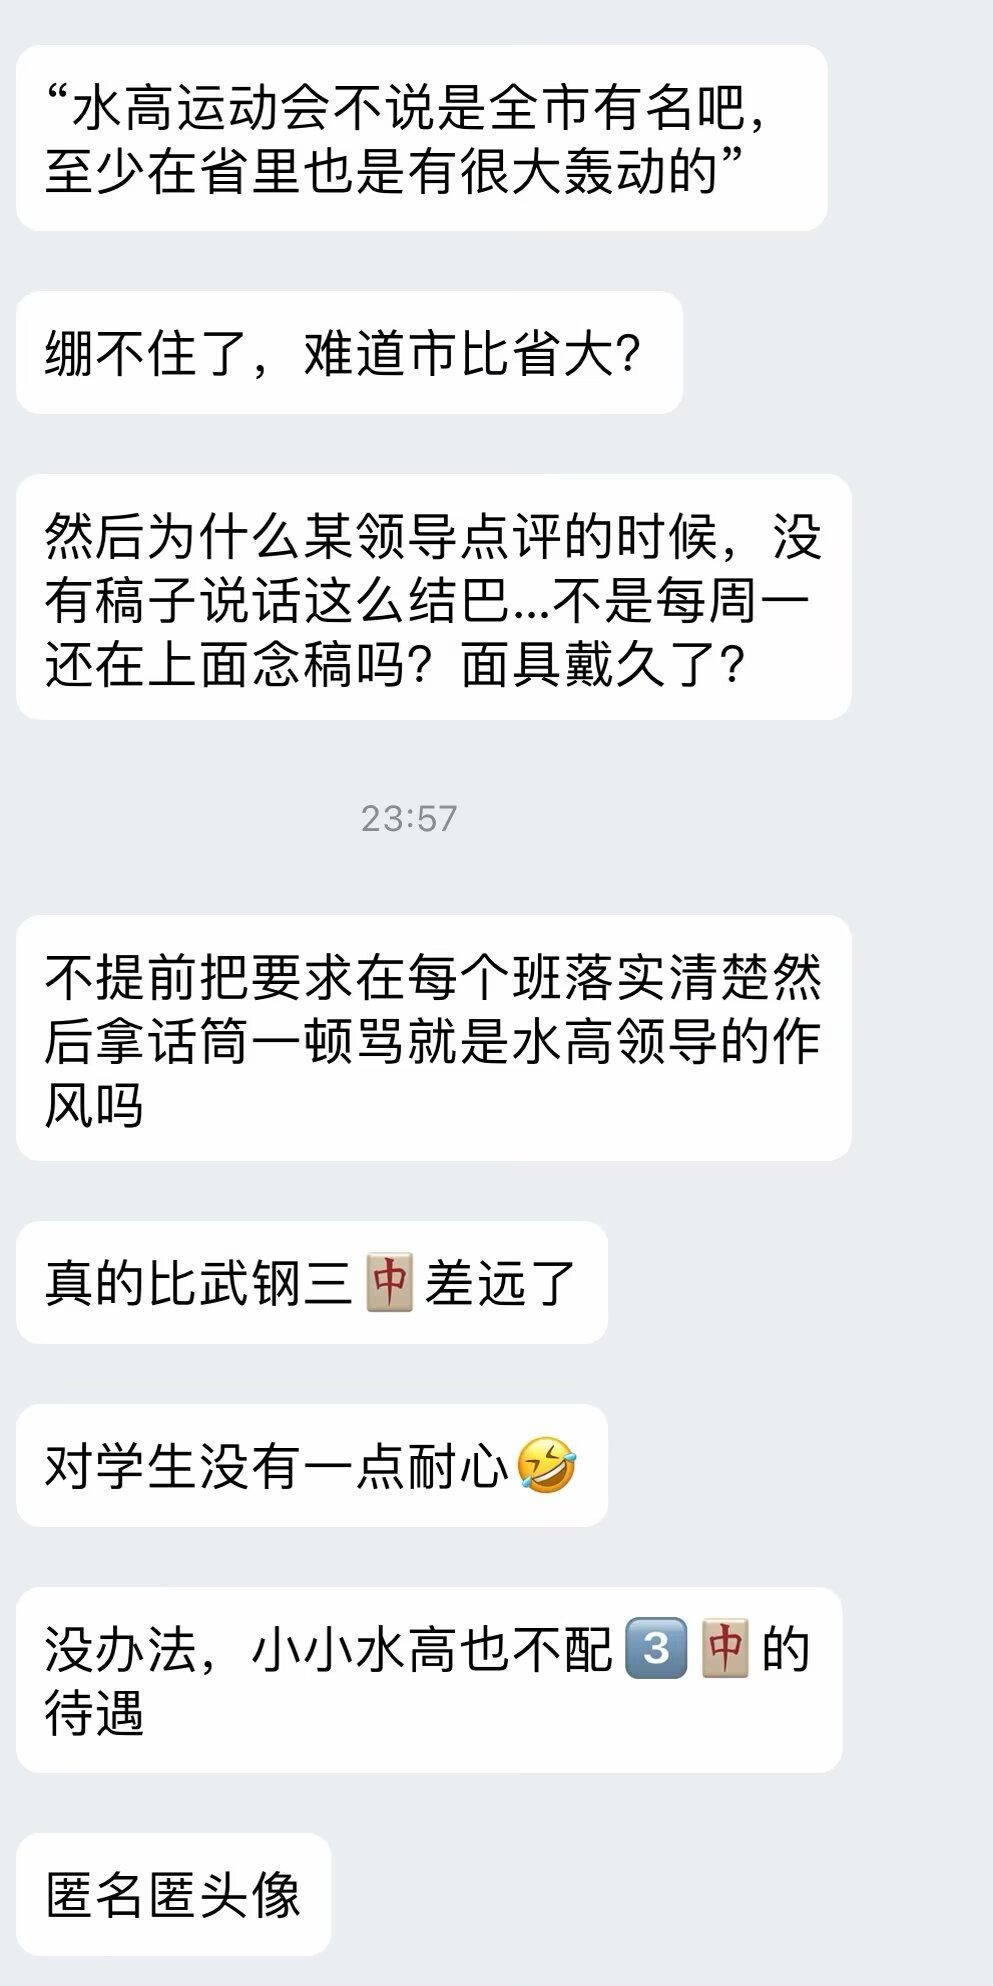 “水高运动会不说是全市有名吧，
至少在省里也是有很大轰动的”
绷不住了，难道市比省大？
然后为什么某领导点评的时候，没
有稿子说话这么结巴...不是每周一
还在上面念稿吗？面具戴久了？
23:57
不提前把要求在每个班落实清楚然
后拿话筒一顿骂就是水高领导的作
风吗
真的比武钢三🀄差远了
对学生没有一点耐心🤣
没办法，小小水高也不配3️⃣🀄的
待遇
匿名匿头像